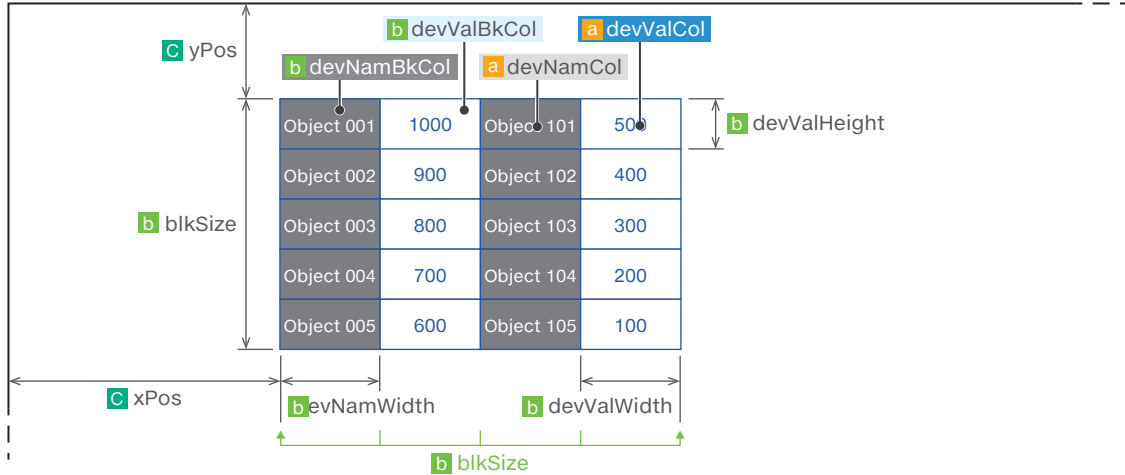 b devValBkCol a devValCol
C yPos
b devNamBkCol a devNamCol
Object 001 1000 Object 101 500
b devValHeight
Object 002 900 Object 102 400
b blkSize Object 003 800 Object 103 300
Object 004 700 Object 104 200
Object 005 600 Object 105 100
C xPos b evNamWidth b devValWidth
b blkSize